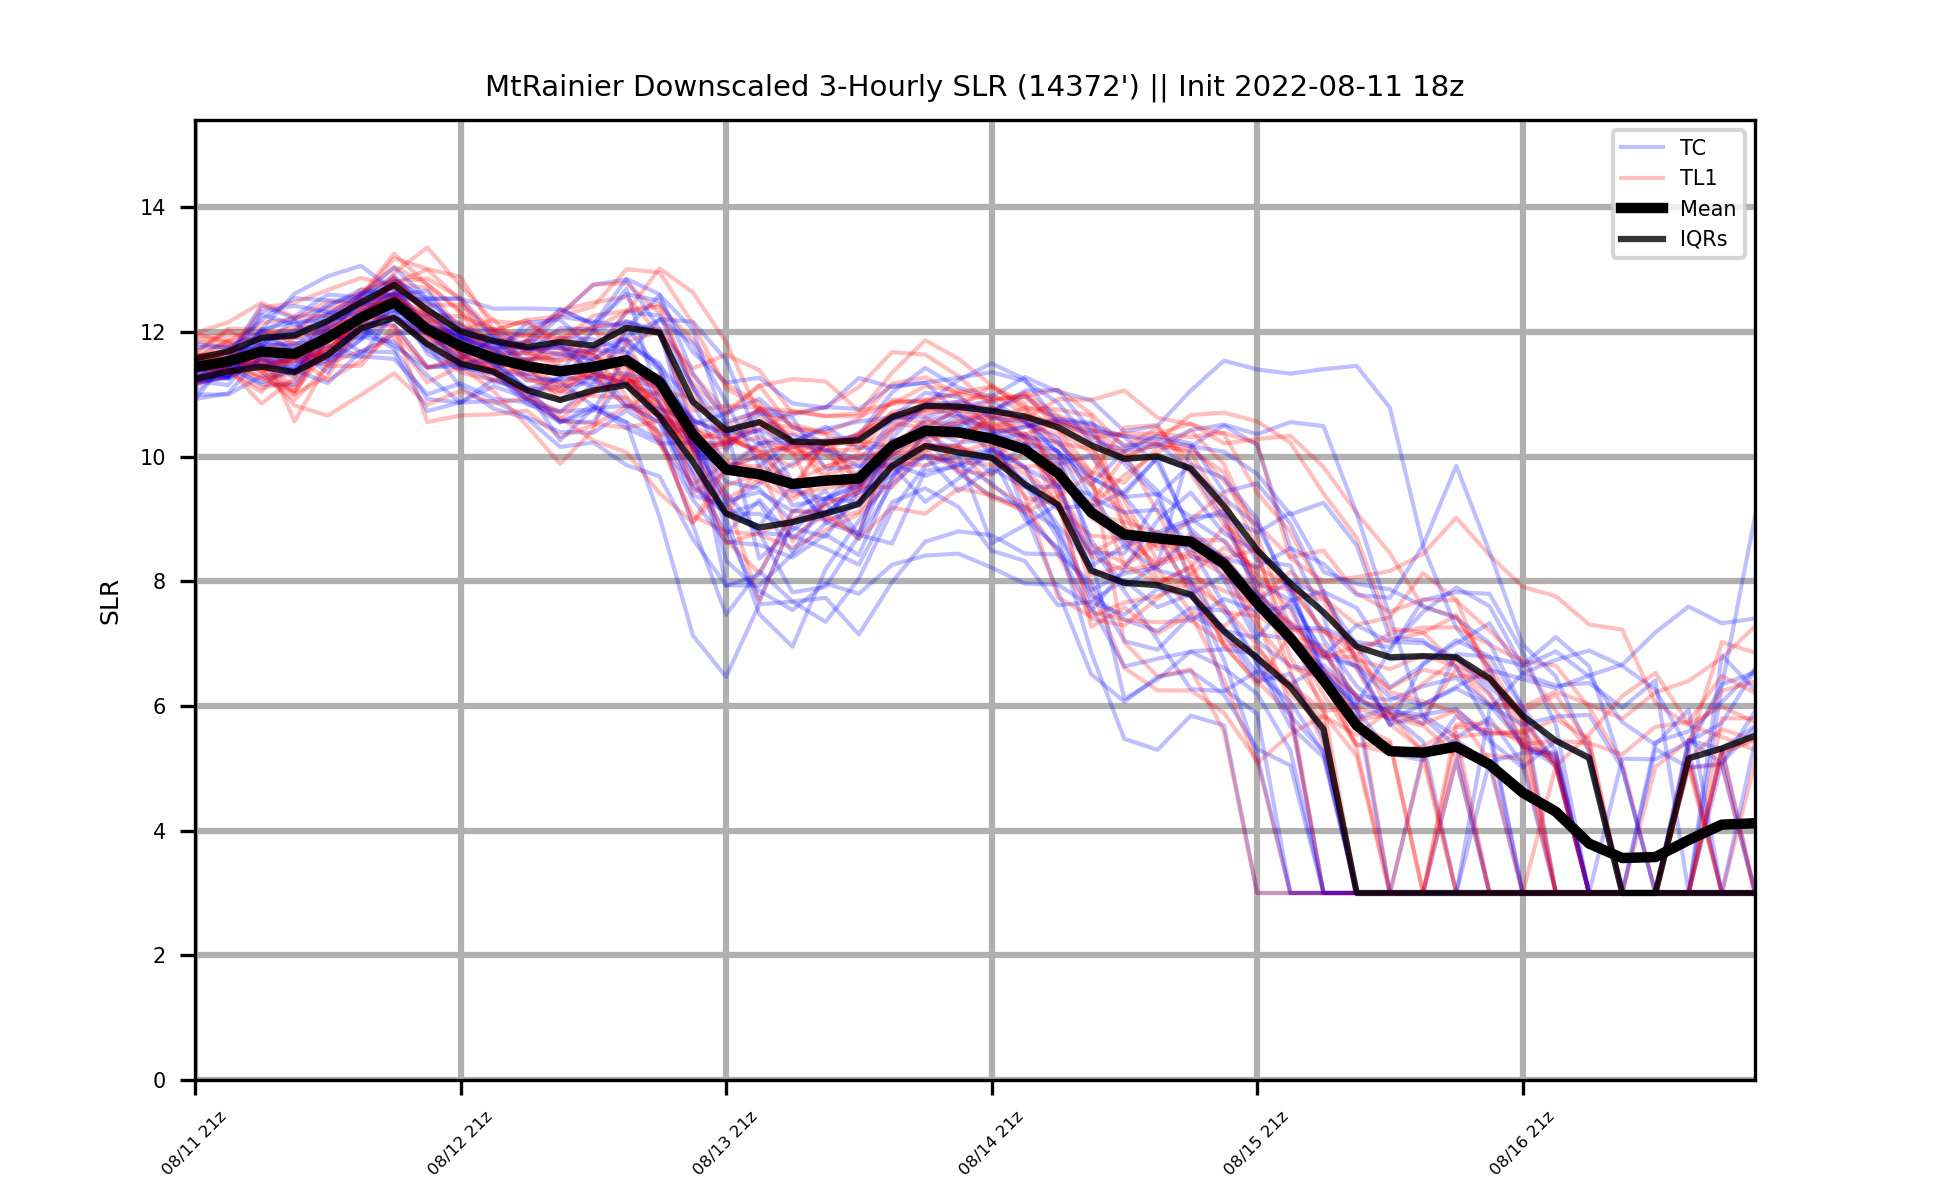 MtRainier Downscaled 3-Hourly SLR (14372') || Init 2022-08-11 18z
TC
TL1
Mean
IQRs
SLR
14
12
10
8
6
4
2
0
08/11 21z
08/12 21z
08/13 21z
08/14 21z
08/15 21z
08/16 21z